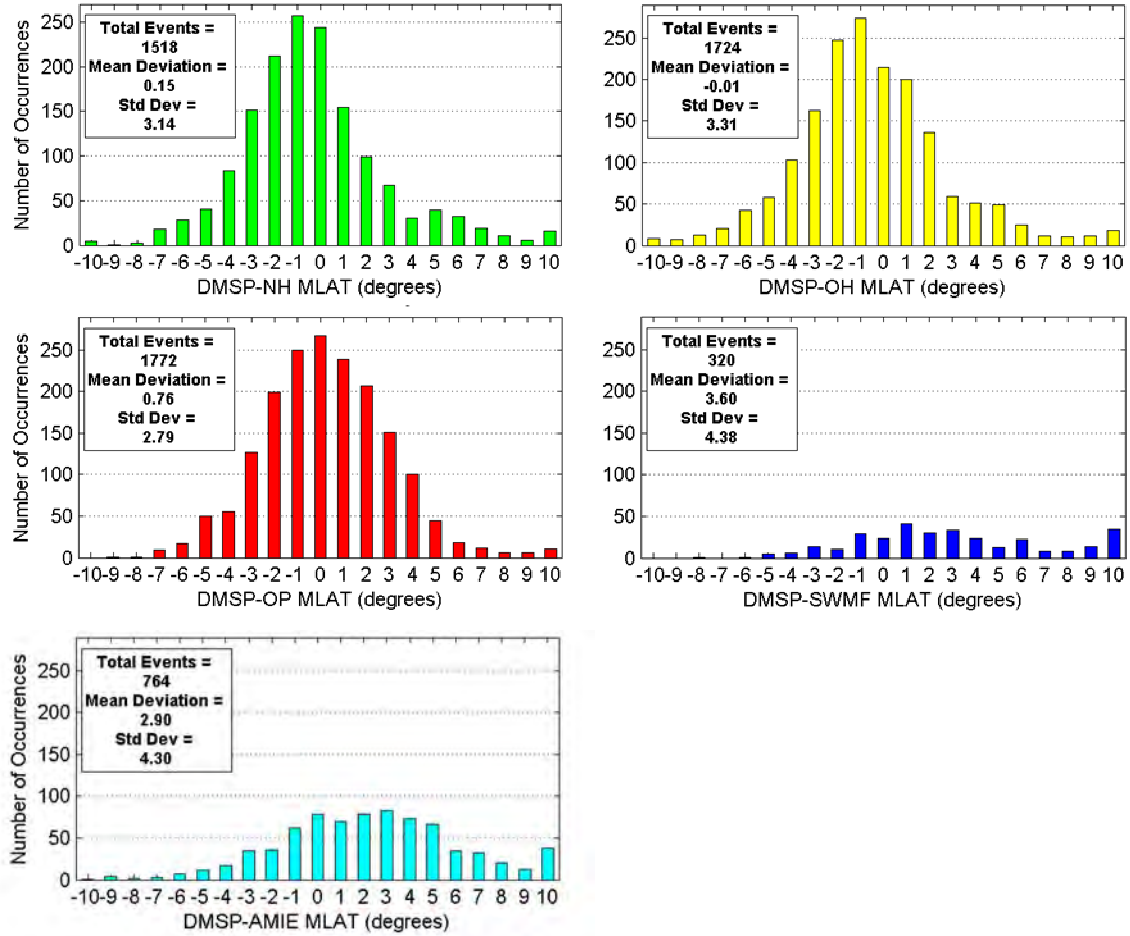 Total Events =
1518
Mean Deviation =
0.15
Std Dev =
3.14
Number of Occurrences
250
200
150
100
50
0
-10 -9 -8 -7 -6 -5 -4 -3 -2 -1 0 1 2 3 4 5 6 7 8 9 10
DMSP-NH MLAT (degrees)
Total Events =
1724
Mean Deviation =
-0.01
Std Dev =
3.31
Number of Occurrences
250
200
150
100
50
0
-10 -9 -8 -7 -6 -5 -4 -3 -2 -1 0 1 2 3 4 5 6 7 8 9 10
DMSP-OH MLAT (degrees)
Total Events =
1772
Mean Deviation =
0.76
Std Dev =
2.79
Number of Occurrences
250
200
150
100
50
0
-10 -9 -8 -7 -6 -5 -4 -3 -2 -1 0 1 2 3 4 5 6 7 8 9 10
DMSP-OP MLAT (degrees)
Total Events =
320
Mean Deviation =
3.60
Std Dev =
4.38
Number of Occurrences
250
200
150
100
50
0
-10 -9 -8 -7 -6 -5 -4 -3 -2 -1 0 1 2 3 4 5 6 7 8 9 10
DMSP-SWMF MLAT (degrees)
Total Events =
764
Mean Deviation =
2.90
Std Dev =
4.30
Number of Occurrences
250
200
150
100
50
0
-10 -9 -8 -7 -6 -5 -4 -3 -2 -1 0 1 2 3 4 5 6 7 8 9 10
DMSP-AMIE MLAT (degrees)